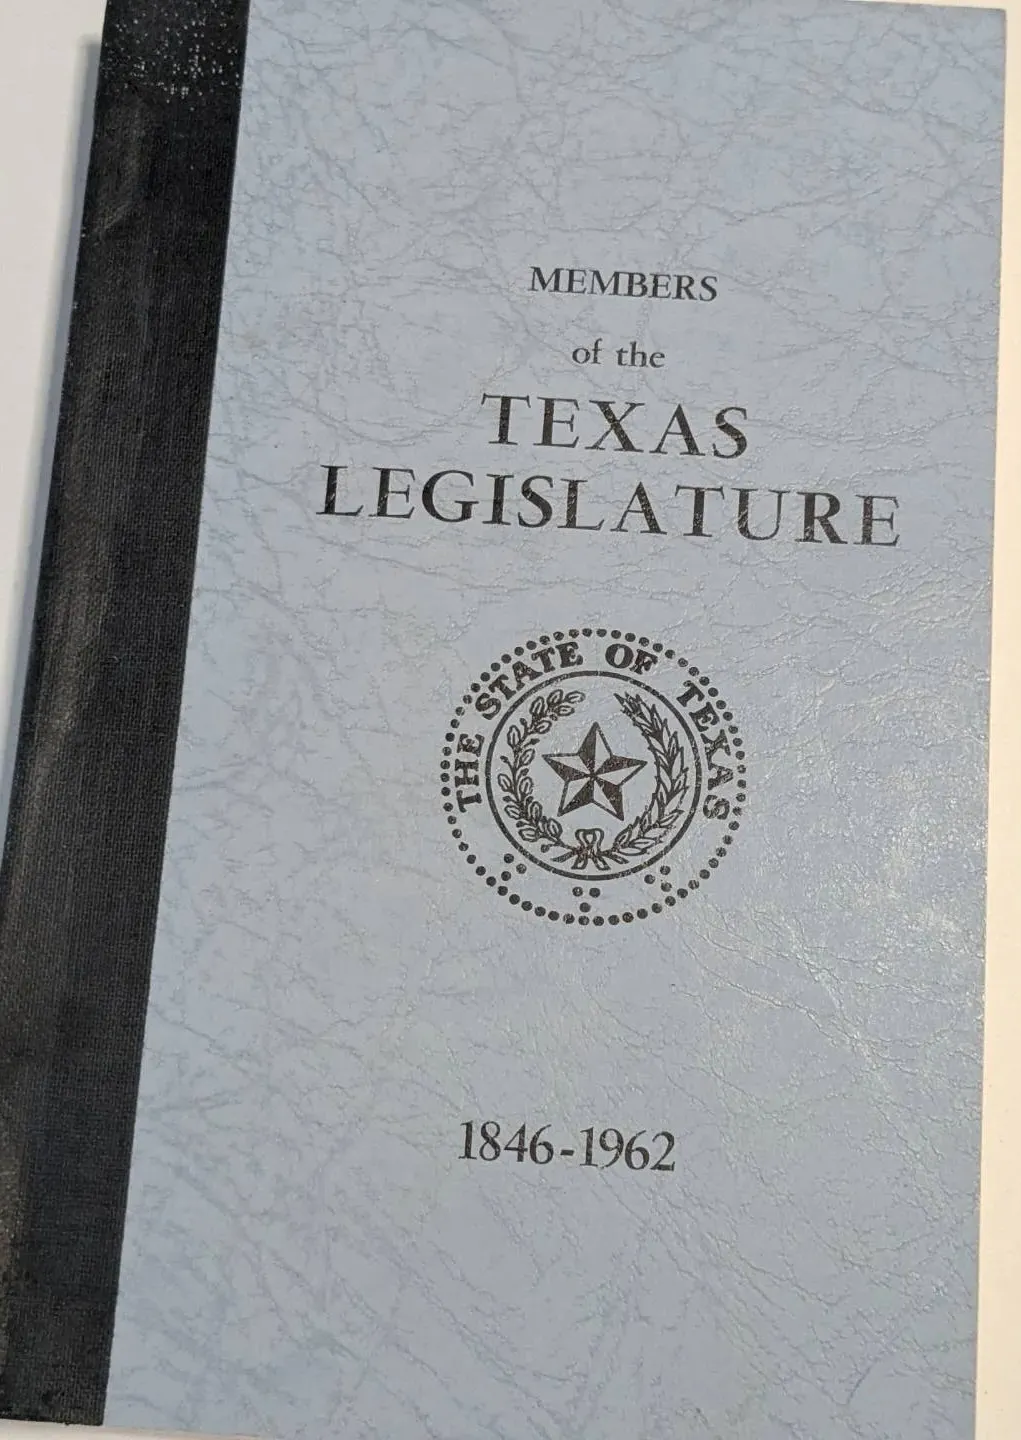 MEMBERS
of the
TEXAS
LEGISLATURE
THE STATE OF TEXAS
1846-1962